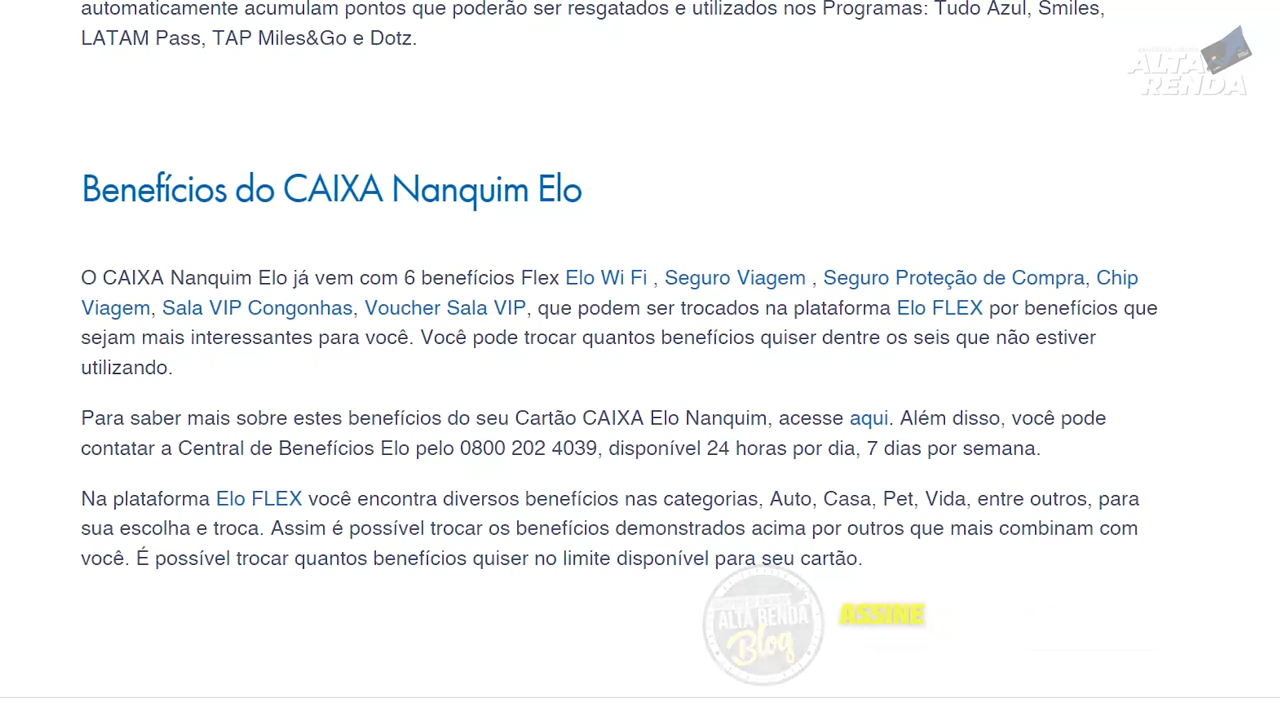 automaticamente acumulam pontos que poderão ser resgatados e utilizados nos Programas: Tudo Azul, Smiles,
LATAM Pass, TAP Miles&Go e Dotz.
ALTA
RENDA
Benefícios do CAIXA Nanquim Elo
O CAIXA Nanquim Elo já vem com 6 benefícios Flex Elo Wi Fi , Seguro Viagem , Seguro Proteção de Compra, Chip
Viagem, Sala VIP Congonhas, Voucher Sala VIP, que podem ser trocados na plataforma Elo FLEX por benefícios que
sejam mais interessantes para você. Você pode trocar quantos benefícios quiser dentre os seis que não estiver
utilizando.
Para saber mais sobre estes benefícios do seu Cartão CAIXA Elo Nanquim, acesse aqui. Além disso, você pode
contatar a Central de Benefícios Elo pelo 0800 202 4039, disponível 24 horas por dia, 7 dias por semana.
Na plataforma Elo FLEX você encontra diversos benefícios nas categorias, Auto, Casa, Pet, Vida, entre outros, para
sua escolha e troca. Assim é possível trocar os benefícios demonstrados acima por outros que mais combinam com
você. É possível trocar quantos benefícios quiser no limite disponível para seu cartão.
ALTA RENDA
Blog
ASSINE